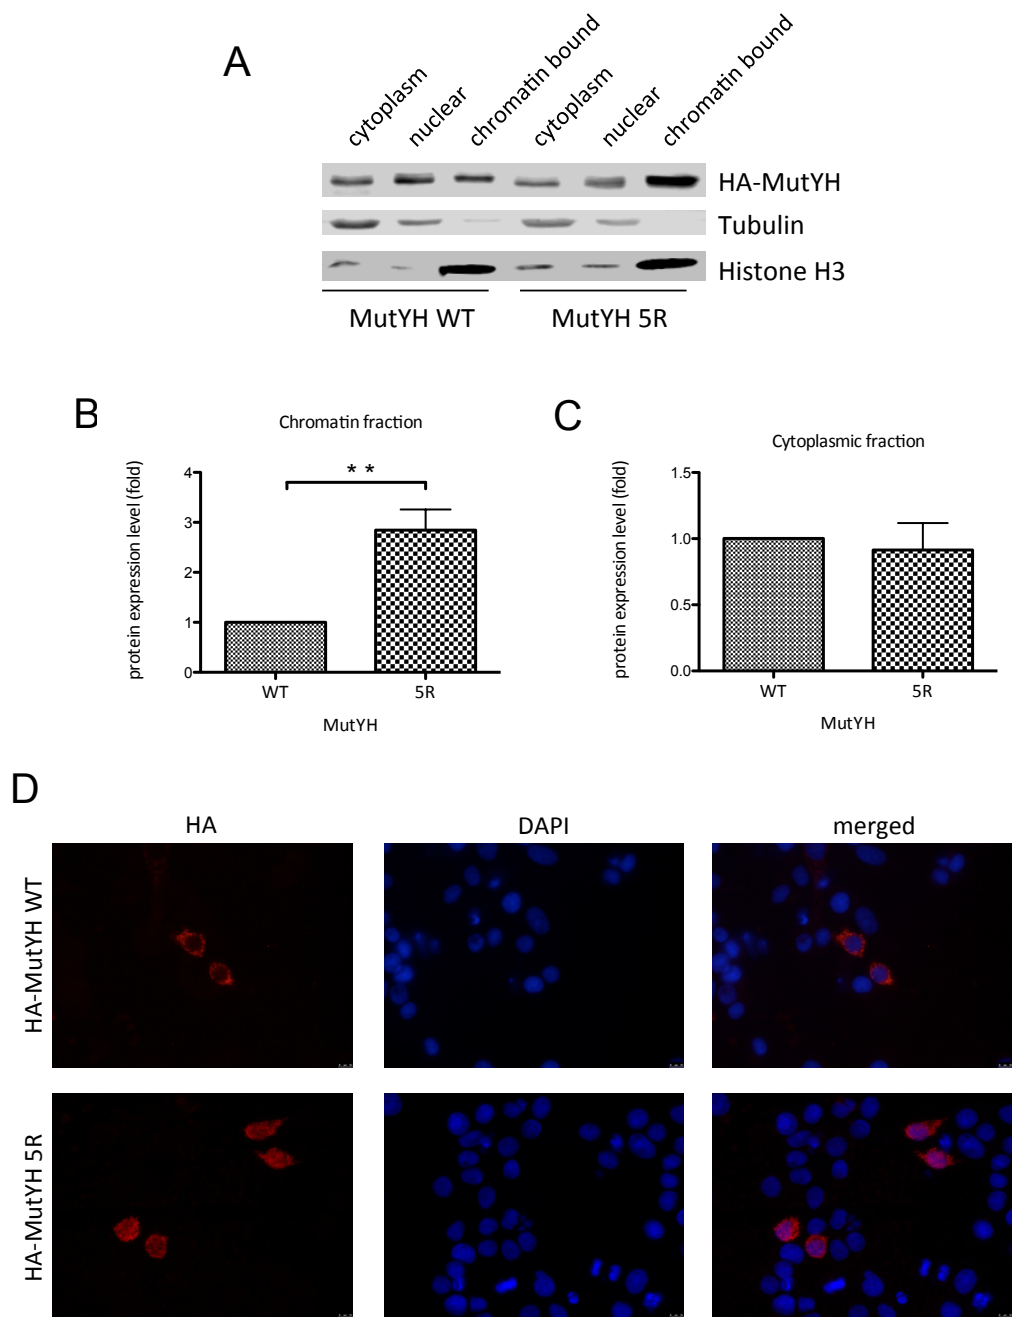 A
cytoplasm
nuclear
chromatin bound
cytoplasm
nuclear
chromatin bound
HA-MutYH
Tubulin
Histone H3
MutYH WT
MutYH 5R
B
Chromatin fraction
protein expression level (fold)
4
3
2
1
0
* *
WT
5R
MutYH
C
Cytoplasmic fraction
protein expression level (fold)
1.5
1.0
0.5
0.0
WT
5R
MutYH
D
HA
DAPI
merged
HA-MutYH WT
HA-MutYH 5R